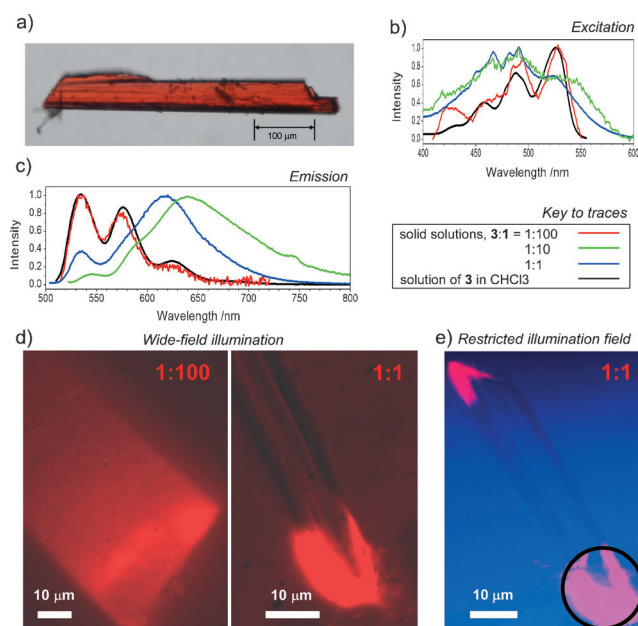 a)
100 μm
b)
Excitation
Intensity
1.0
0.8
0.6
0.4
0.2
0.0
400 450 500 550 600
Wavelength /nm
c)
Emission
Intensity
1.0
0.8
0.6
0.4
0.2
0.0
500 550 600 650 700 750 800
Wavelength /nm
Key to traces
solid solutions, 3:1 = 1:100
1:10
1:1
solution of 3 in CHCl3
d)
Wide-field illumination
1:100
10 μm
1:1
10 μm
e)
Restricted illumination field
1:1
10 μm